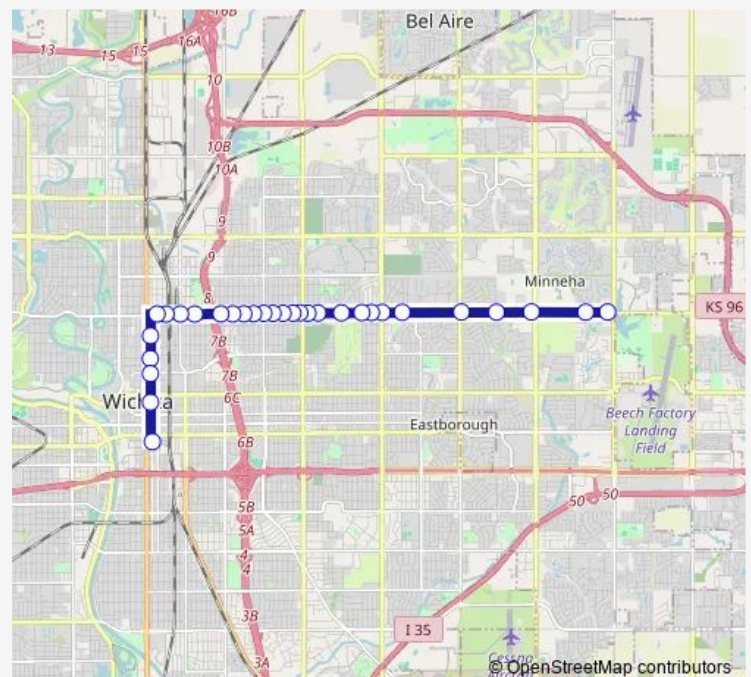 16B
Bel Aire
13
15
15
16A
10
10B
10A
9
9
Minneha
8
KS 96
7B
7B
6C
Wichita
Beech Factory
Landing
Field
Eastborough
6B
50
50
5B
5A
4
4
3B
I 35
3A
Cessna
© OpenStreetMap contributors